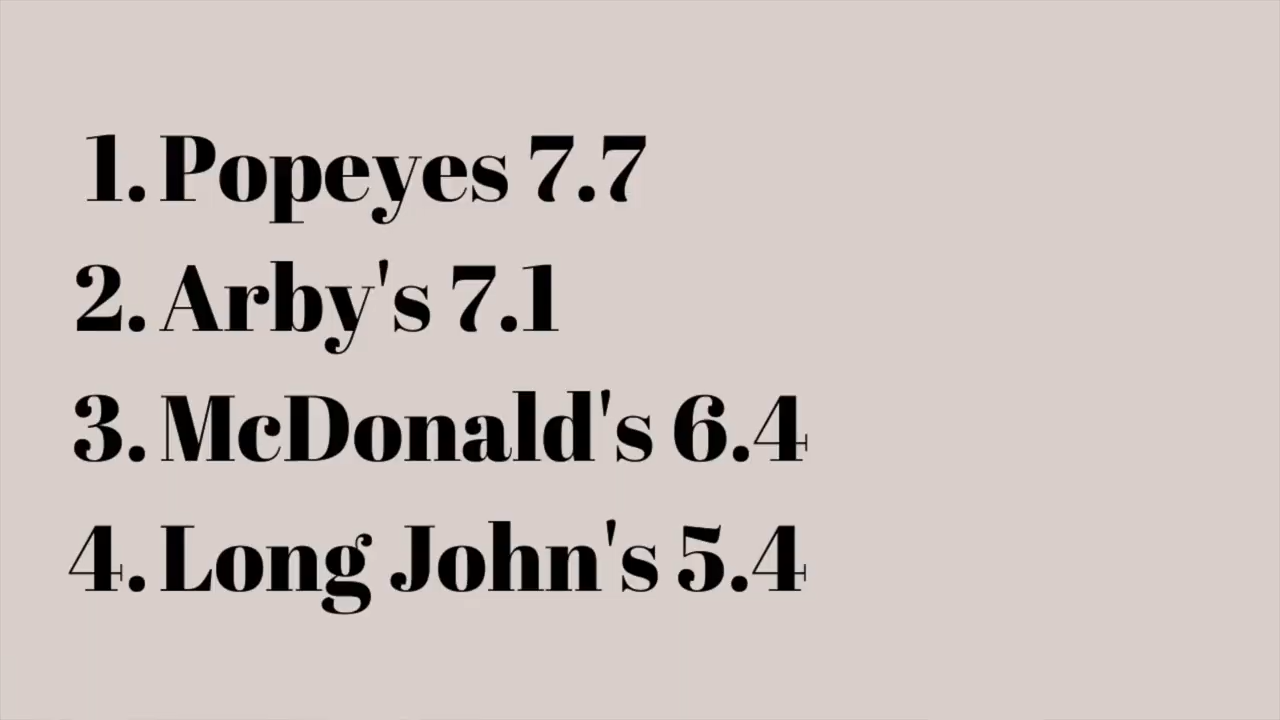 1. Popeyes 7.7
2. Arby's 7.1
3. McDonald's 6.4
4. Long John's 5.4